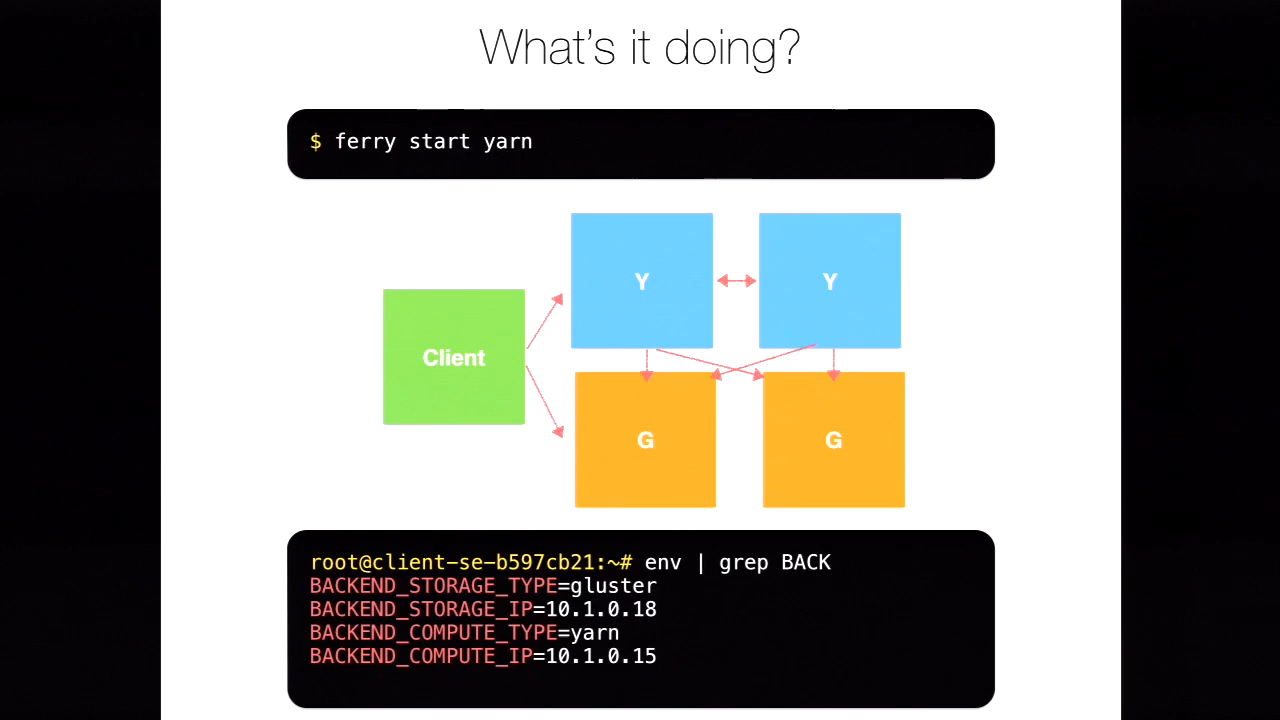 What's it doing?
$ ferry start yarn
Y
Y
Client
G
G
root@client-se-b597cb21:~# env | grep BACK
BACKEND_STORAGE_TYPE=gluster
BACKEND_STORAGE_IP=10.1.0.18
BACKEND_COMPUTE_TYPE=yarn
BACKEND_COMPUTE_IP=10.1.0.15